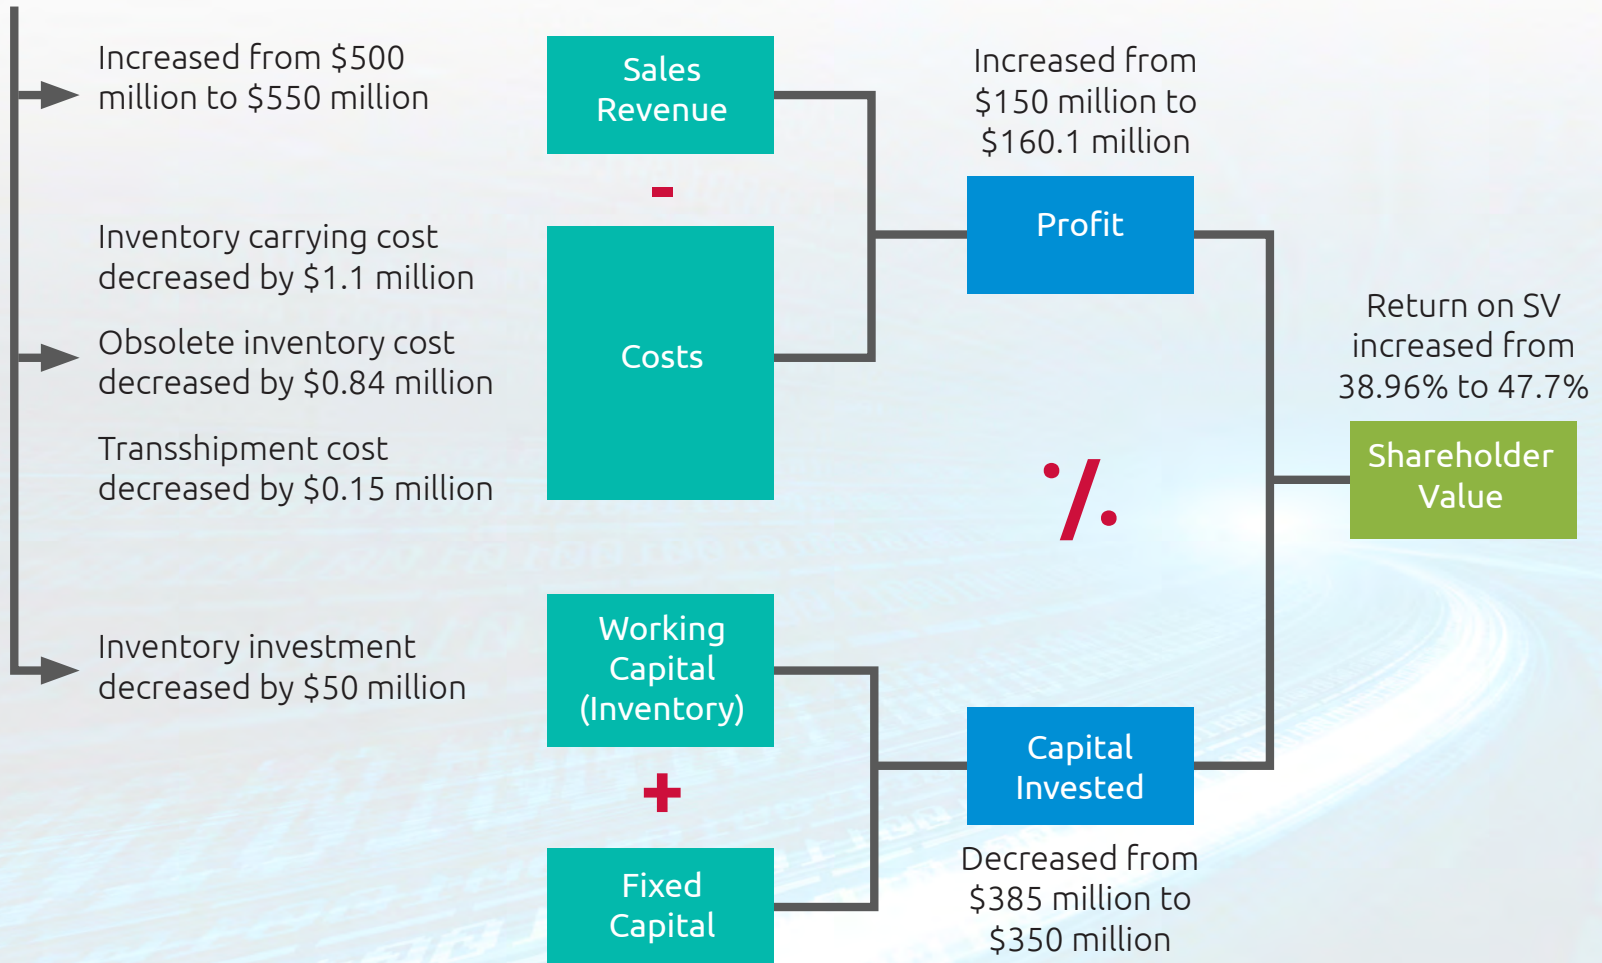 Increased from $500
million to $550 million
Sales
Revenue
Increased from
$150 million to
$160.1 million
-
Inventory carrying cost
decreased by $1.1 million
Obsolete inventory cost
decreased by $0.84 million
Transshipment cost
decreased by $0.15 million
Costs
Profit
Return on SV
increased from
38.96% to 47.7%
Shareholder
Value
Inventory investment
decreased by $50 million
Working
Capital
(Inventory)
+
Fixed
Capital
Capital
Invested
Decreased from
$385 million to
$350 million